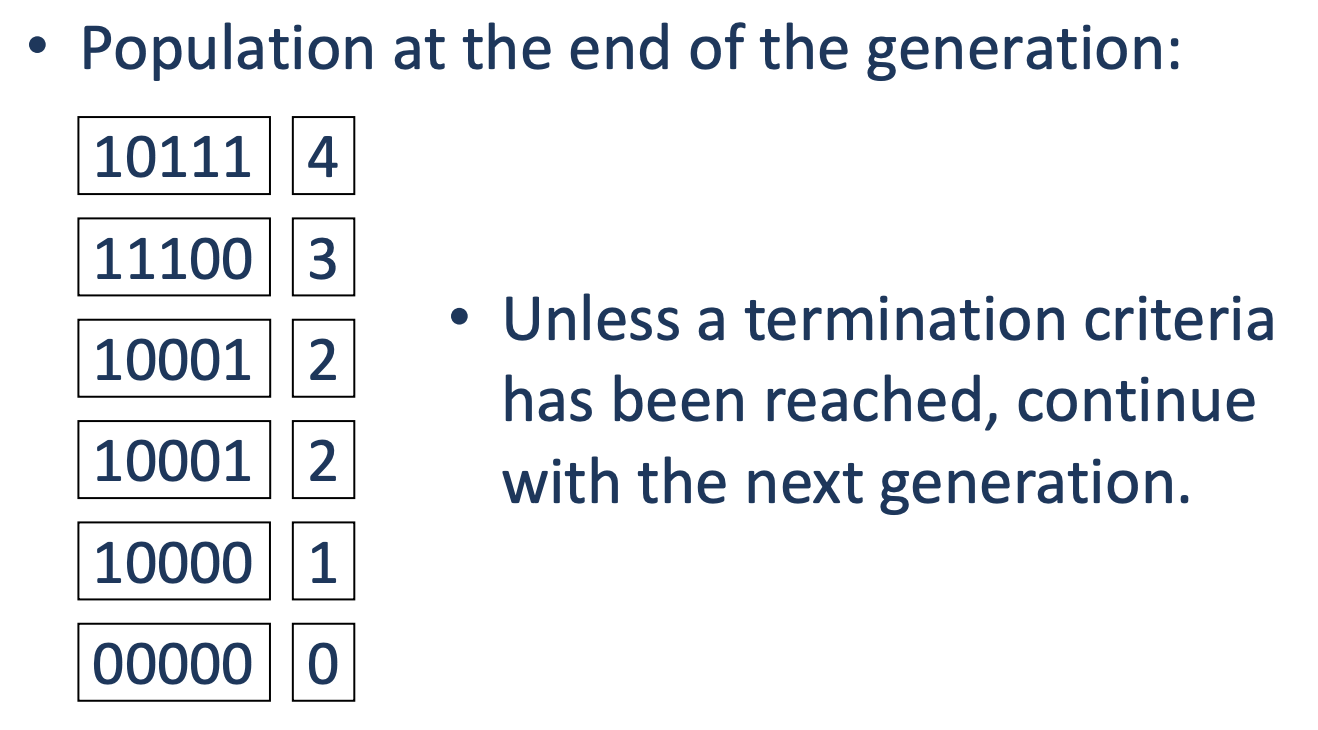 • Population at the end of the generation:
10111 4
11100 3
10001 2
10001 2
10000 1
00000 0
• Unless a termination criteria
has been reached, continue
with the next generation.